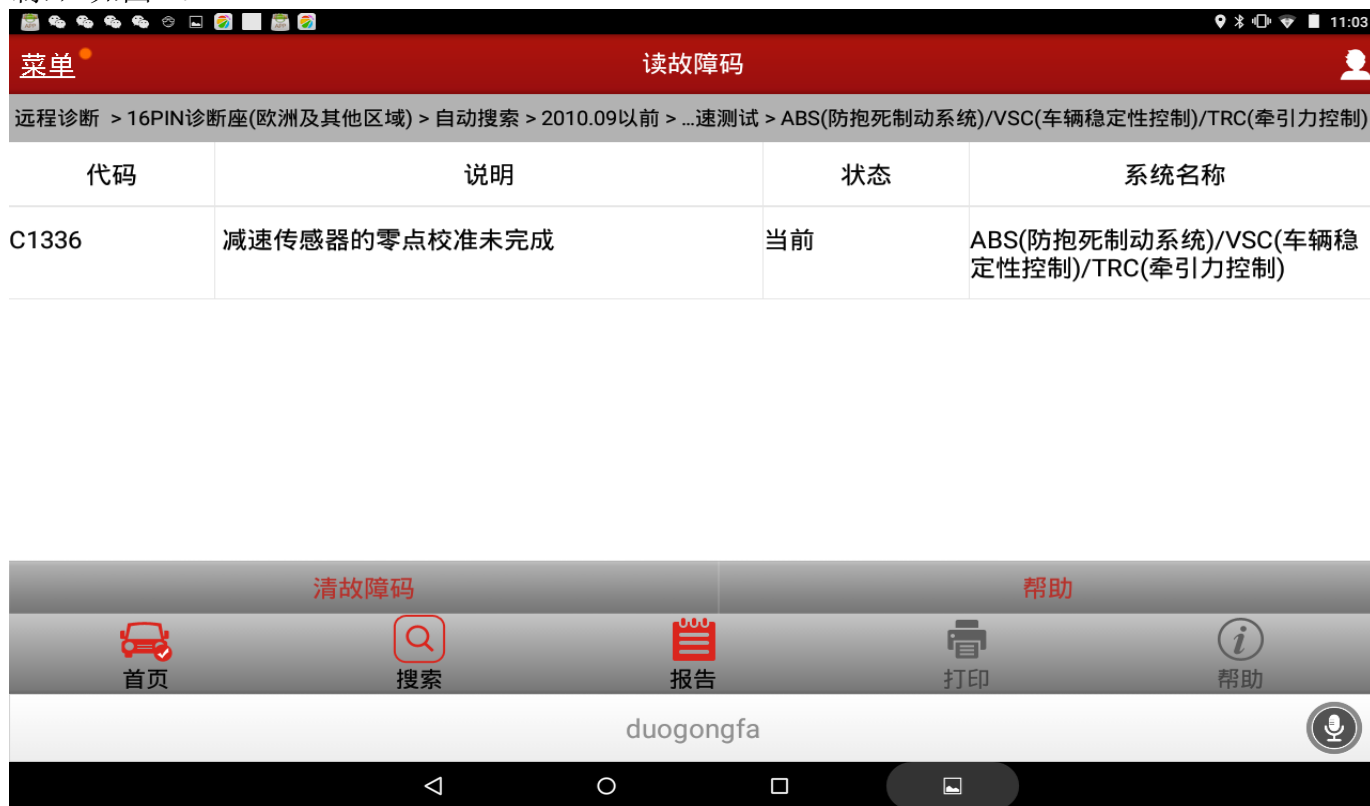 11:03
菜单
读故障码
远程诊断 > 16PIN诊断座(欧洲及其他区域) > 自动搜索 > 2010.09以前 > ...速测试 > ABS(防抱死制动系统)/VSC(车辆稳定性控制)/TRC(牵引力控制)
代码 说明 状态 系统名称
C1336 减速传感器的零点校准未完成 当前 ABS(防抱死制动系统)/VSC(车辆稳
定性控制)/TRC(牵引力控制)
清故障码 帮助
首页 搜索 报告 打印 帮助
duogongfa